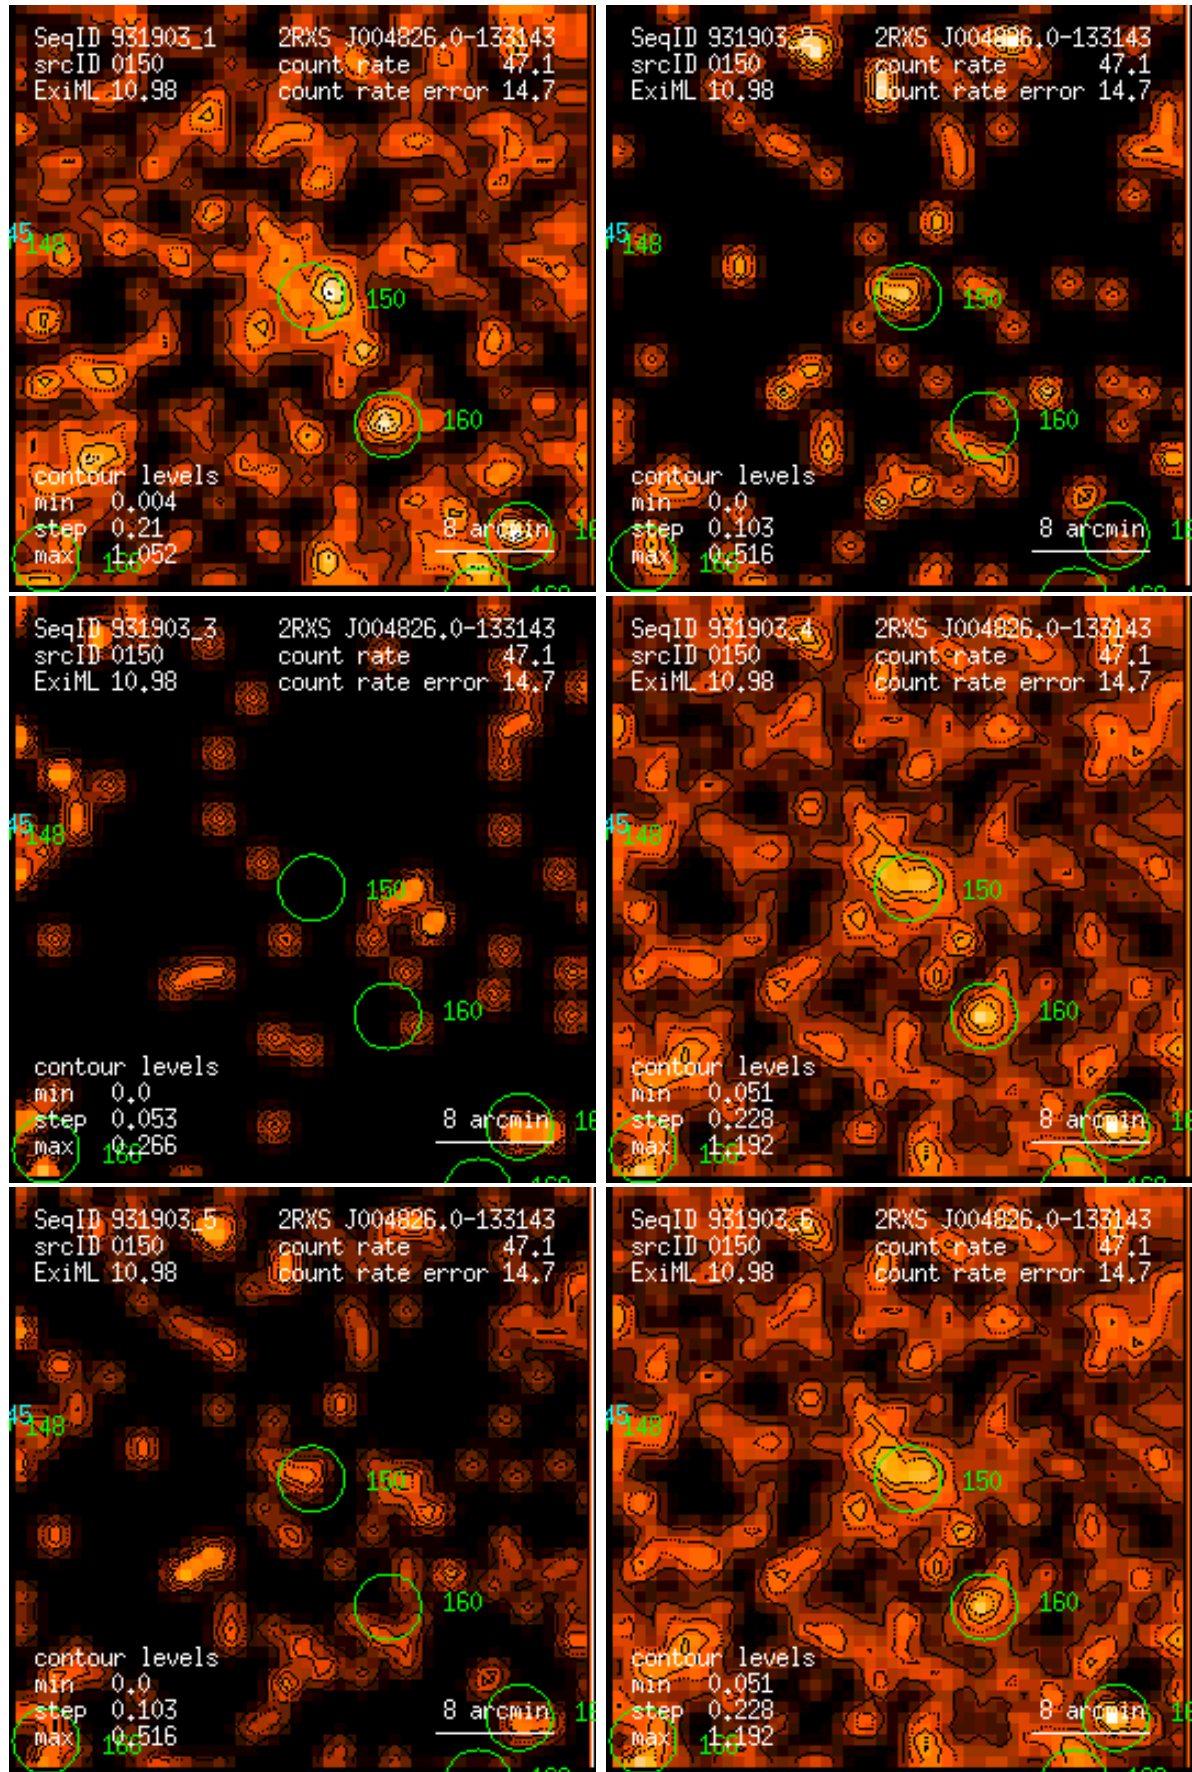 SeqID 931903_1 2RXS J004826.0-133143
srcID 0150 count rate 47.1
ExiML 10.98 count rate error 14.7
45
148
150
160
contour levels
min 0.004
step 0.21 8 arcmin
max 1.052 166
SeqID 931903_2 2RXS J004826.0-133143
srcID 0150 count rate 47.1
ExiML 10.98 count rate error 14.7
45
148
150
160
contour levels
min 0.0
step 0.103 8 arcmin
max 0.516
SeqID 931903_3 2RXS J004826.0-133143
srcID 0150 count rate 47.1
ExiML 10.98 count rate error 14.7
45
148
150
160
contour levels
min 0.0
step 0.053 8 arcmin
max 0.266 166
SeqID 931903_4 2RXS J004826.0-133143
srcID 0150 count rate 47.1
ExiML 10.98 count rate error 14.7
45
148
150
160
contour levels
min 0.051
step 0.228 8 arcmin
max 1.192
SeqID 931903_5 2RXS J004826.0-133143
srcID 0150 count rate 47.1
ExiML 10.98 count rate error 14.7
45
148
150
160
contour levels
min 0.0
step 0.103 8 arcmin
max 0.516 166
SeqID 931903_6 2RXS J004826.0-133143
srcID 0150 count rate 47.1
ExiML 10.98 count rate error 14.7
45
148
150
160
contour levels
min 0.051
step 0.228 8 arcmin
max 1.192